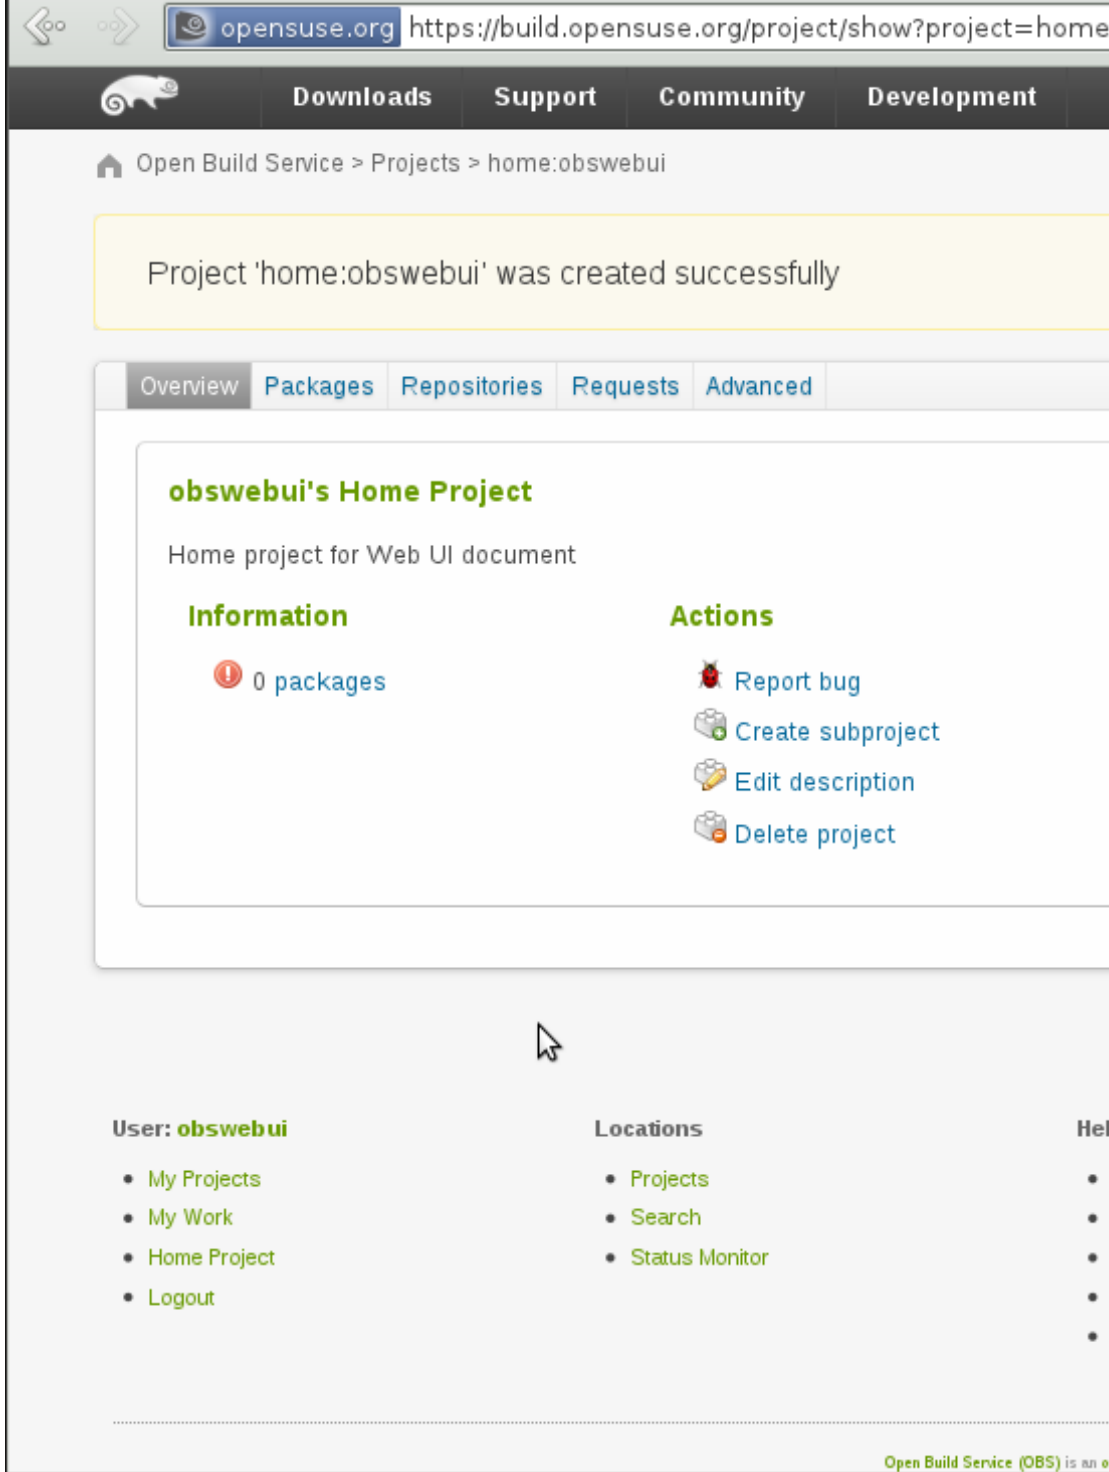 opensuse.org https://build.opensuse.org/project/show?project=home
Downloads Support Community Development
Open Build Service > Projects > home:obswebui
Project 'home:obswebui' was created successfully
Overview Packages Repositories Requests Advanced
obswebui's Home Project
Home project for Web UI document
Information Actions
0 packages Report bug
Create subproject
Edit description
Delete project
User: obswebui Locations Hel
My Projects Projects
My Work Search
Home Project Status Monitor
Logout
Open Build Service (OBS) is an o